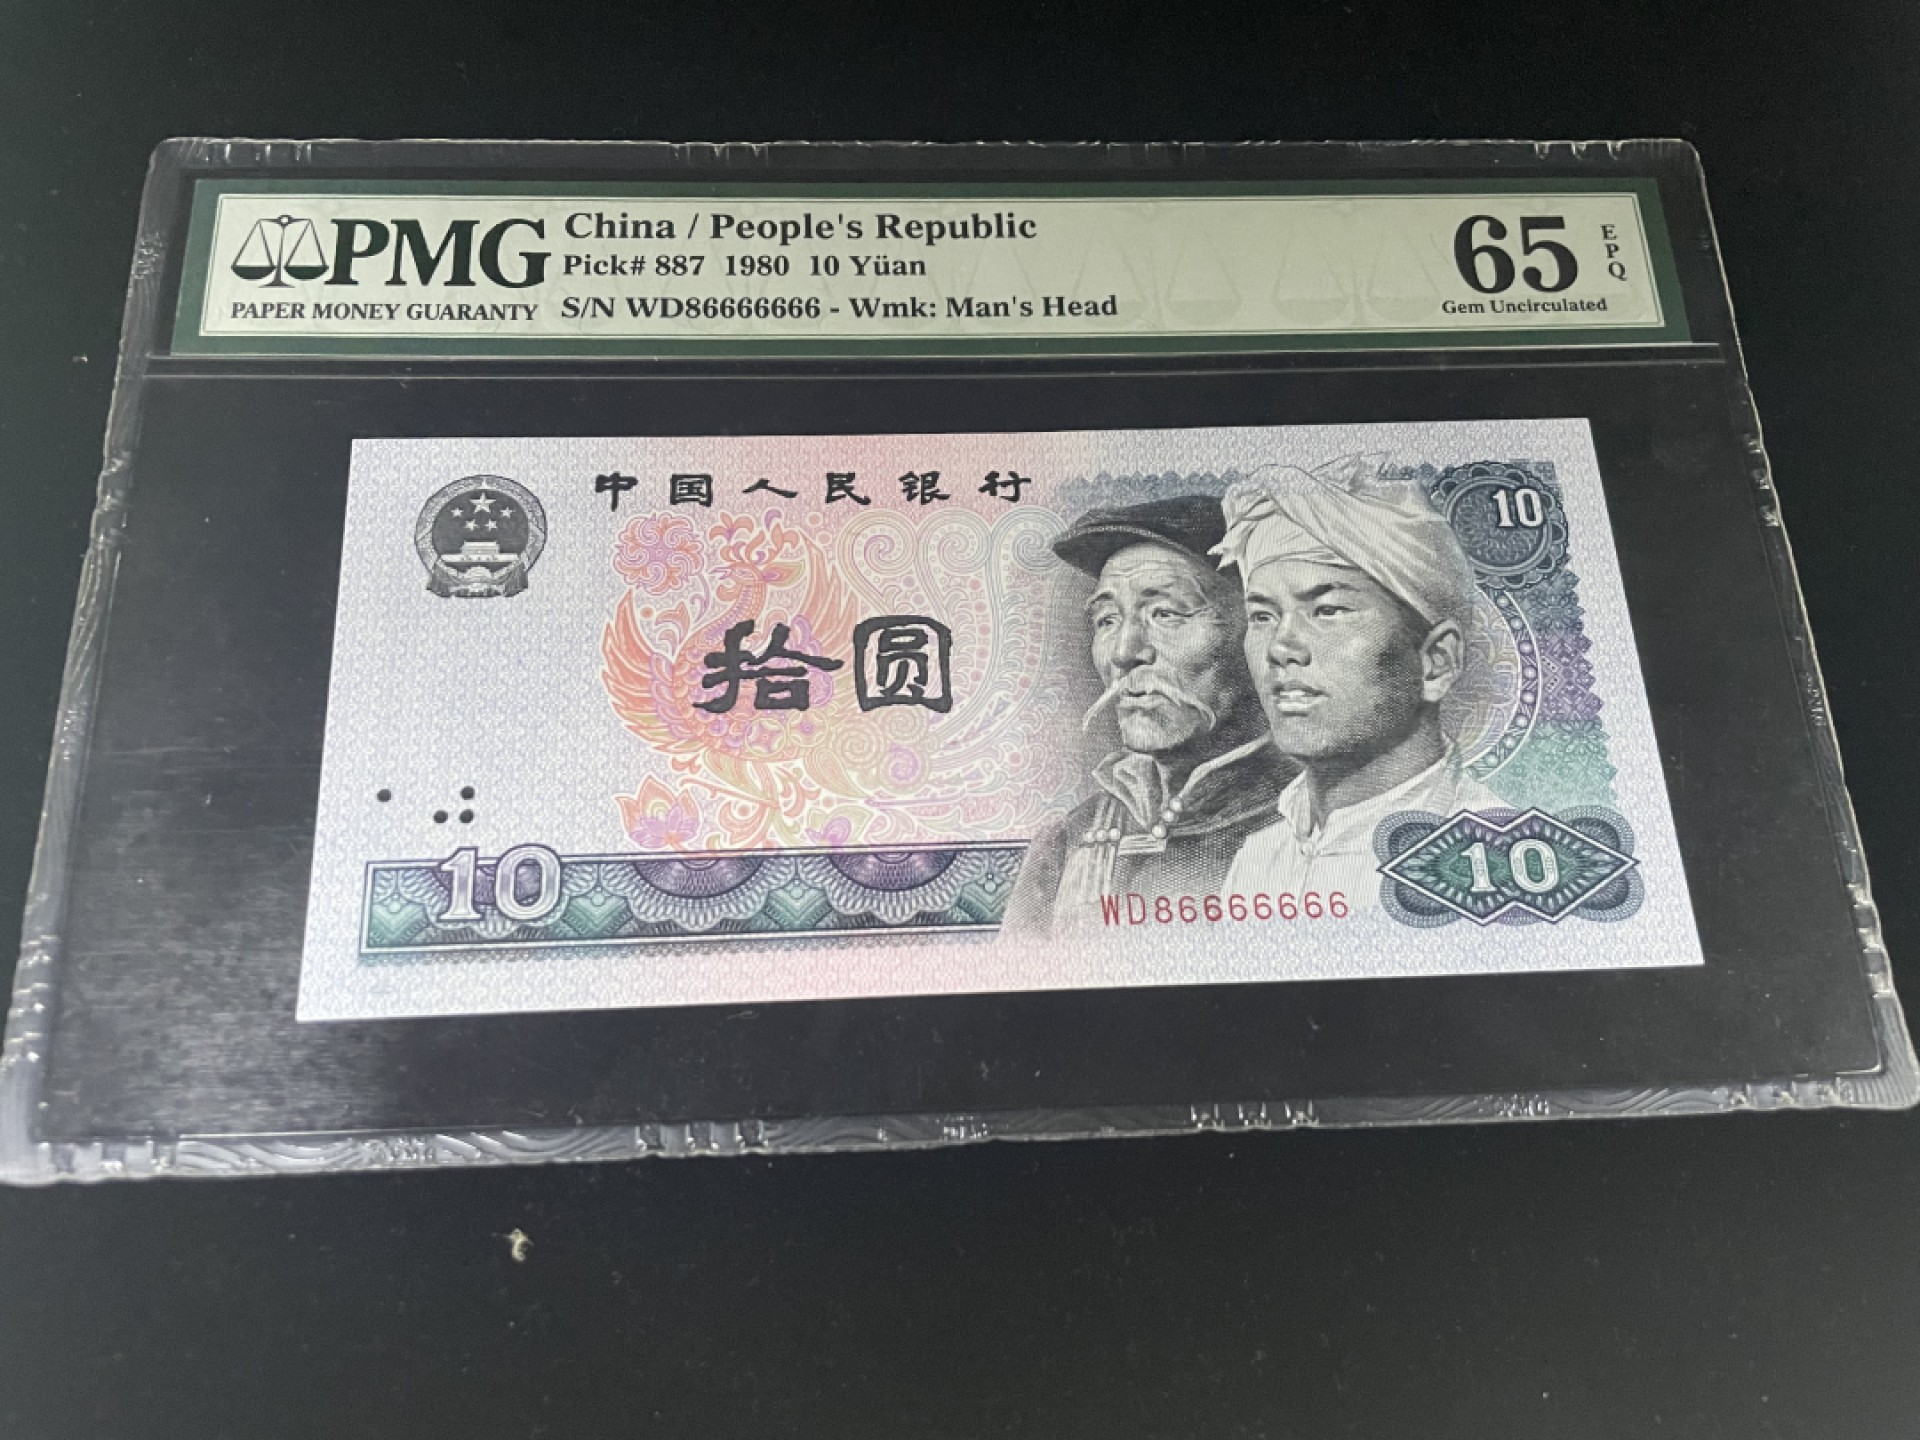 PMG
PAPER MONEY GUARANTY
China / People's Republic
Pick# 887 1980 10 Yüan
S/N WD86666666 - Wmk: Man's Head
65
EPQ
Gem Uncirculated
中国人民银行
10
拾圆
10
WD86666666
10